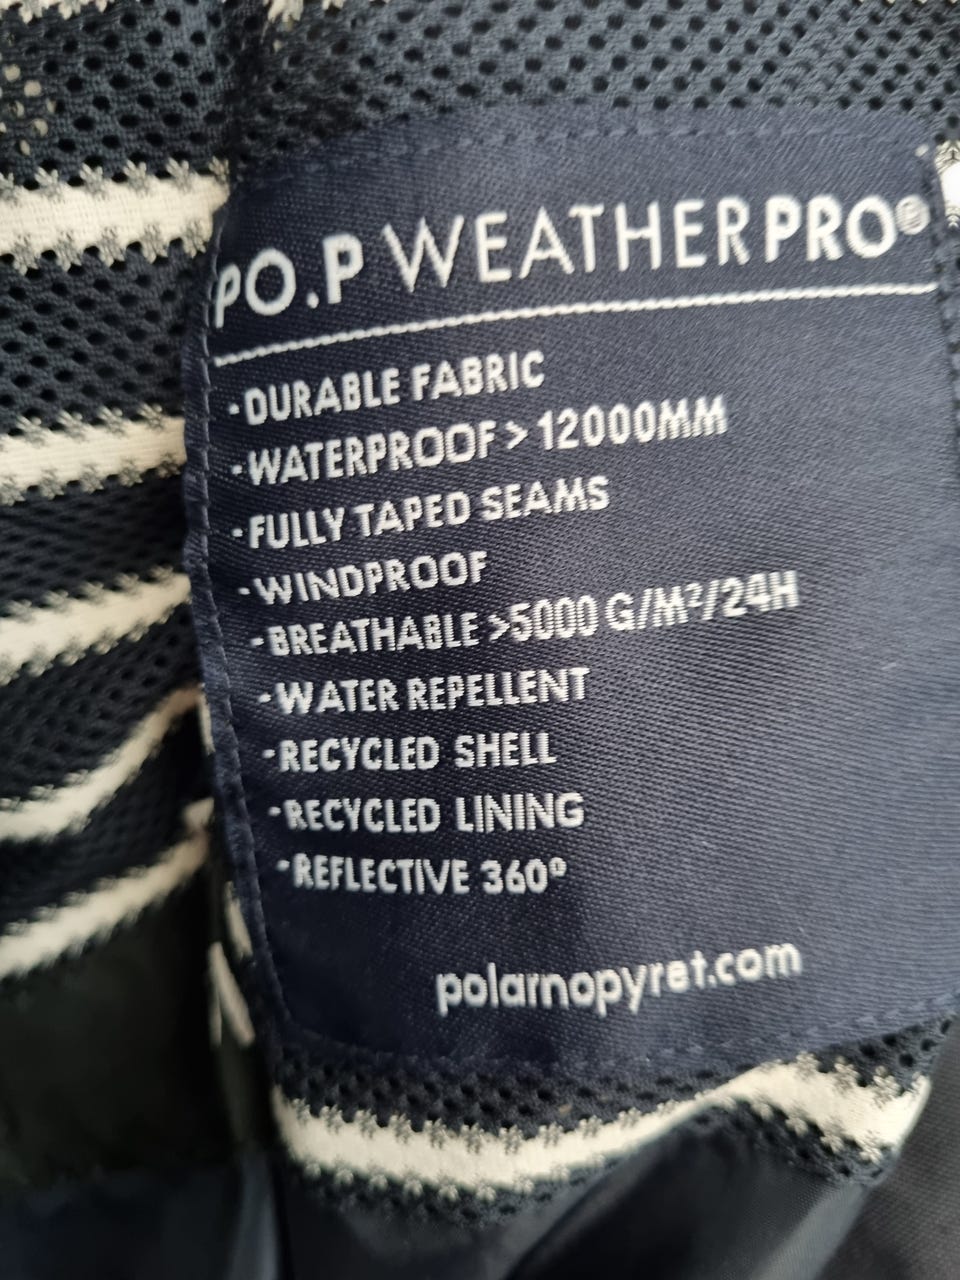 PO.P WEATHERPRO®
-DURABLE FABRIC
-WATERPROOF > 12000MM
-FULLY TAPED SEAMS
-WINDPROOF
-BREATHABLE >5000 G/M²/24H
-WATER REPELLENT
-RECYCLED SHELL
-RECYCLED LINING
-REFLECTIVE 360°
polarnopyret.com